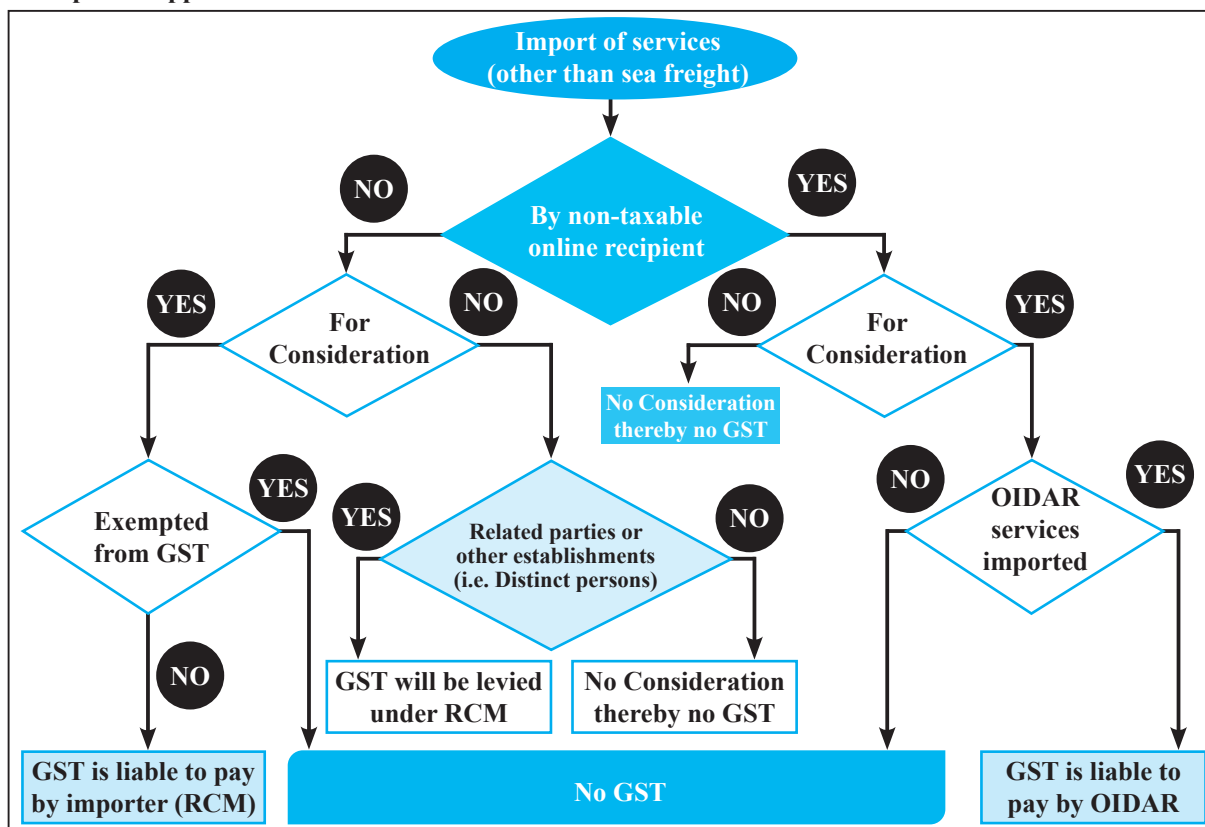 Import of services
(other than sea freight)
NO
YES
By non-taxable
online recipient
YES
NO
NO
YES
For
Consideration
For
Consideration
No Consideration
thereby no GST
YES
YES
NO
NO
YES
Exempted
from GST
Related parties or
other establishments
(i.e. Distinct persons)
OIDAR
services
imported
NO
GST will be levied
under RCM
No Consideration
thereby no GST
GST is liable to pay
by importer (RCM)
No GST
GST is liable to
pay by OIDAR